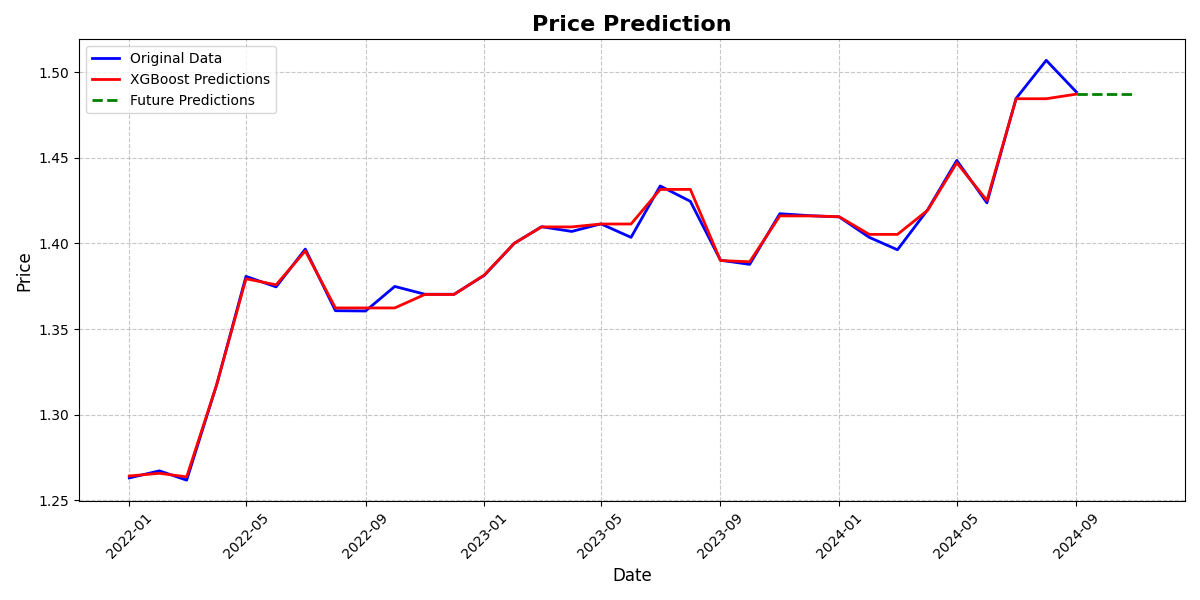 Price Prediction
Original Data
XGBoost Predictions
Future Predictions
Price
1.50
1.45
1.40
1.35
1.30
1.25
2022-01
2022-05
2022-09
2023-01
2023-05
2023-09
2024-01
2024-05
2024-09
Date